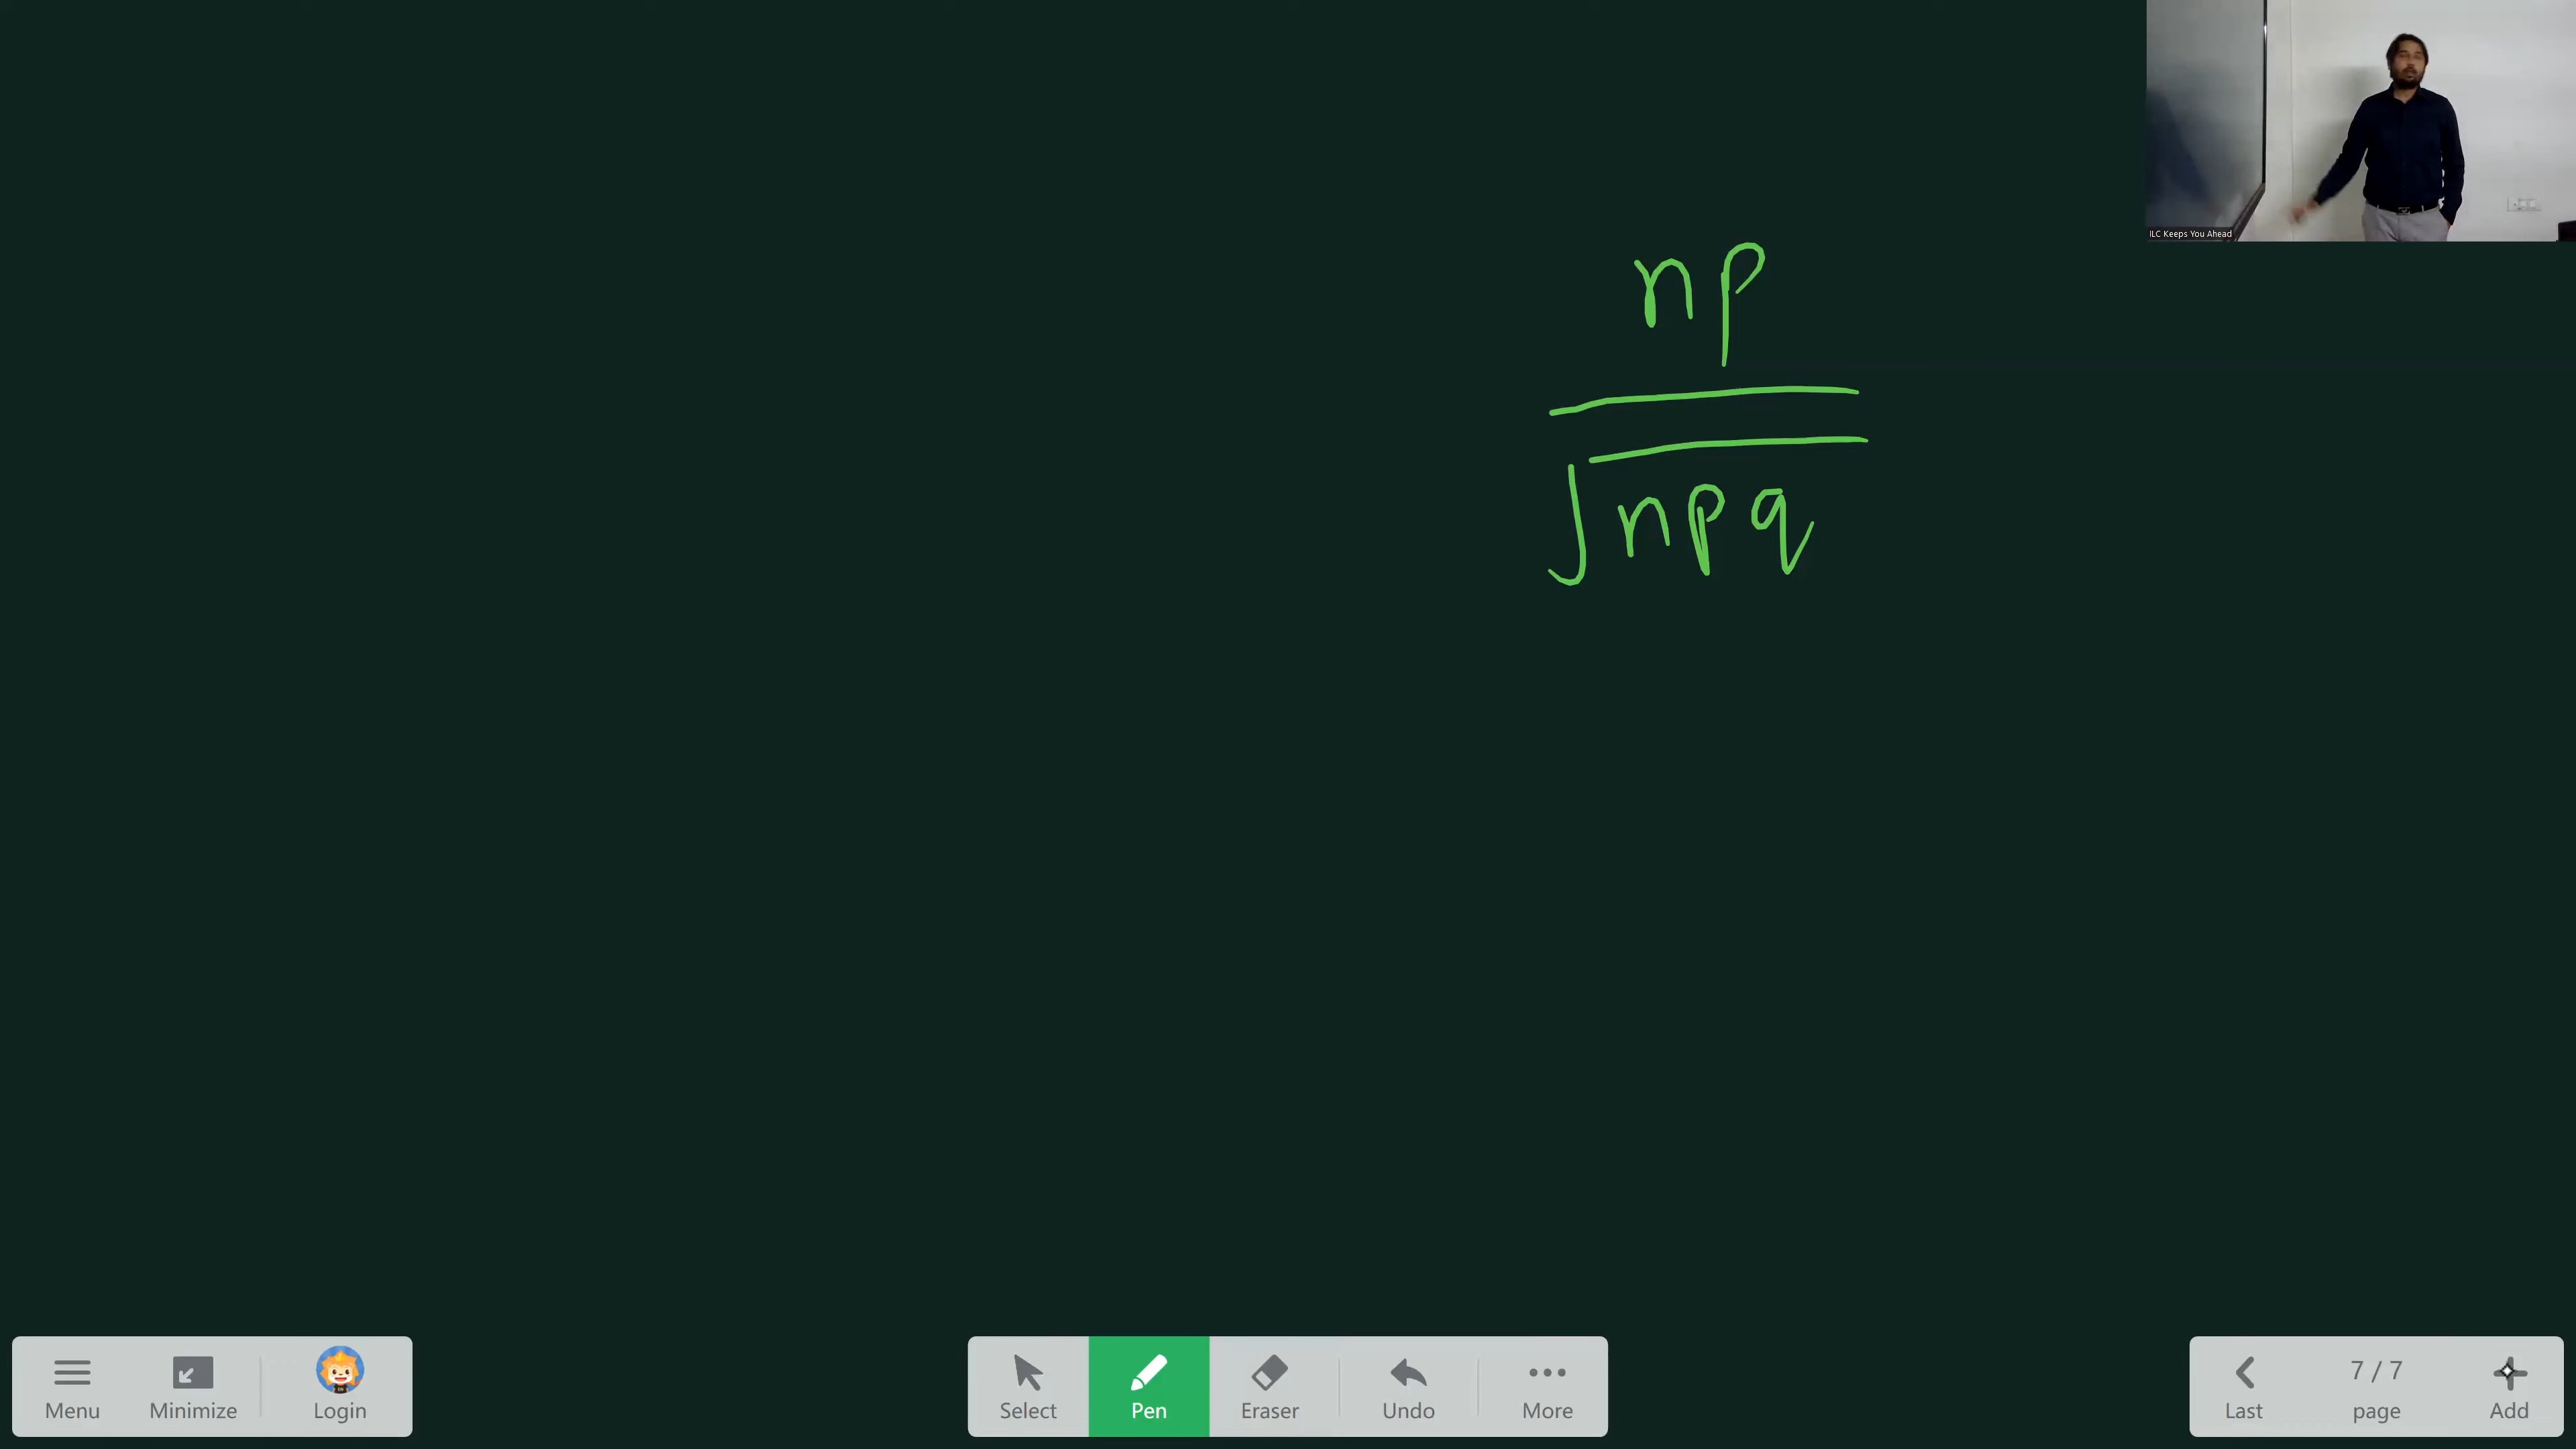 ILC Keeps You Ahead
np
√npq
Menu Minimize Login Select Pen Eraser Undo More Last 7 / 7 page Add